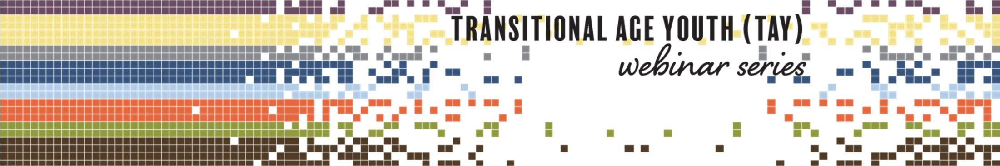 TRANSITIONAL AGE YOUTH (TAY)
webinar series